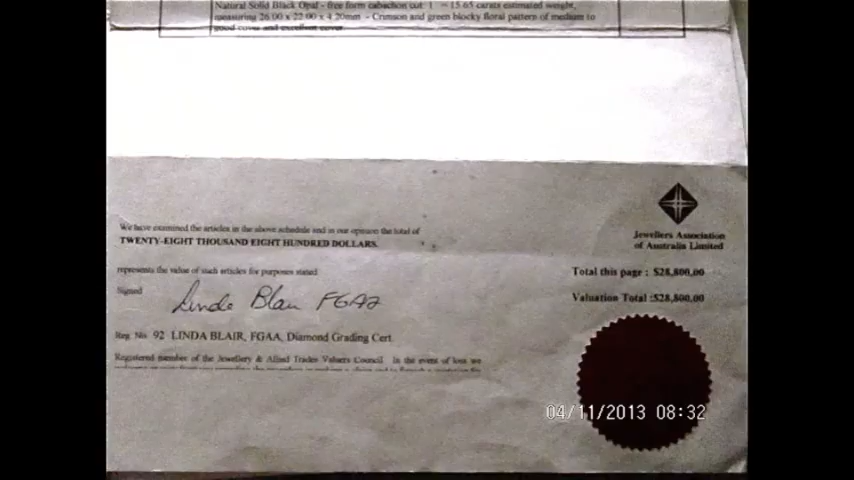 Natural Solid Black Opal - free form cabachon cut: 1 = 15.65 carats estimated weight,
measuring 26.00 x 22.00 x 4.20mm - Crimson and green blocky floral pattern of medium to
good cover and excellent
Jewellers Association
of Australia Limited
We have examined the articles in the above schedule and in our opinion the total of
TWENTY-EIGHT THOUSAND EIGHT HUNDRED DOLLARS.
represents the value of such articles for purposes stated
Total this page : $28,800.00
Signed Linda Blair FGAA
Valuation Total :$28,800.00
Reg No. 92 LINDA BLAIR, FGAA, Diamond Grading Cert
Registered member of the Jewellery & Allied Trades Valuers Council. In the event of loss we
04/11/2013 08:32